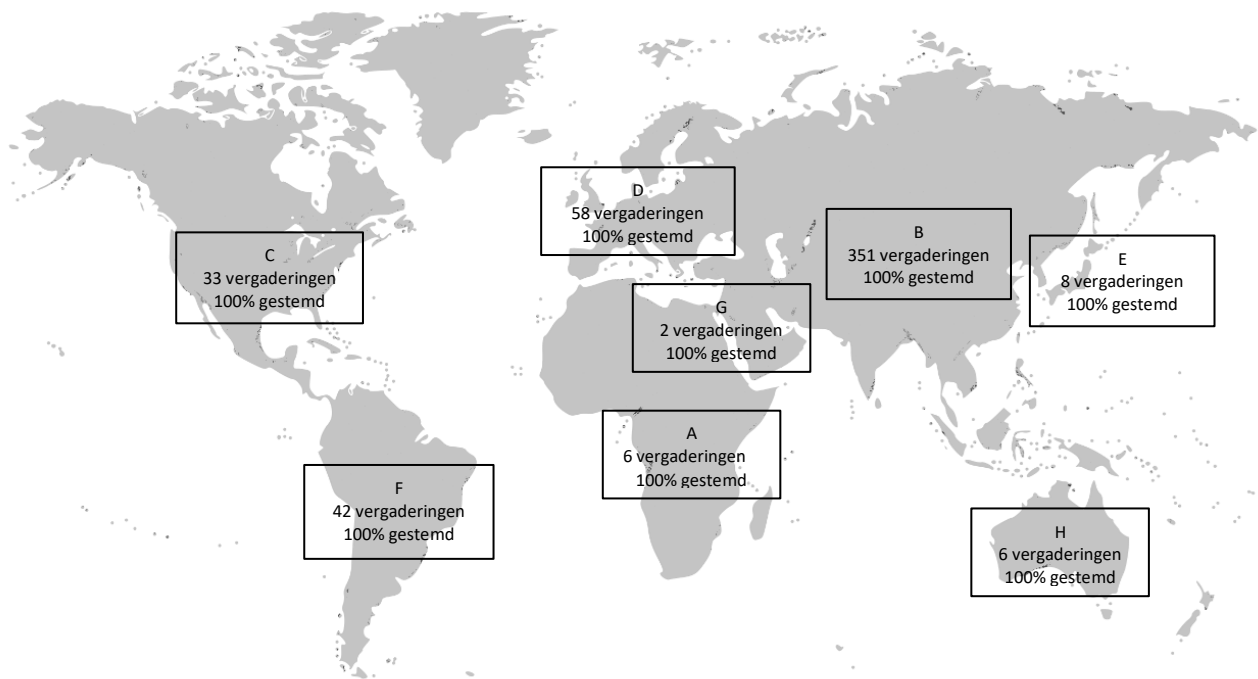 D
58 vergaderingen
100% gestemd
B
351 vergaderingen
100% gestemd
C
33 vergaderingen
100% gestemd
E
8 vergaderingen
100% gestemd
G
2 vergaderingen
100% gestemd
A
6 vergaderingen
100% gestemd
F
42 vergaderingen
100% gestemd
H
6 vergaderingen
100% gestemd